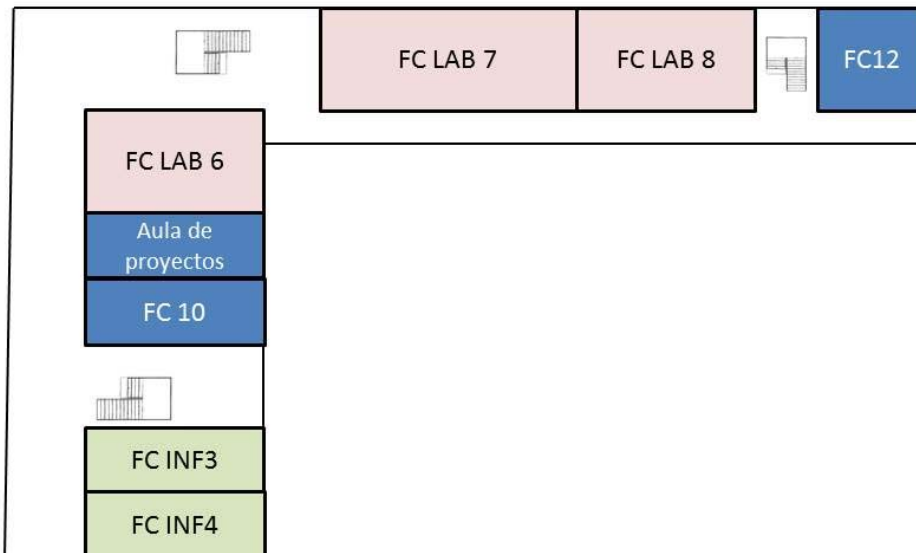 FC LAB 7
FC LAB 8
FC12
FC LAB 6
Aula de
proyectos
FC 10
FC INF3
FC INF4